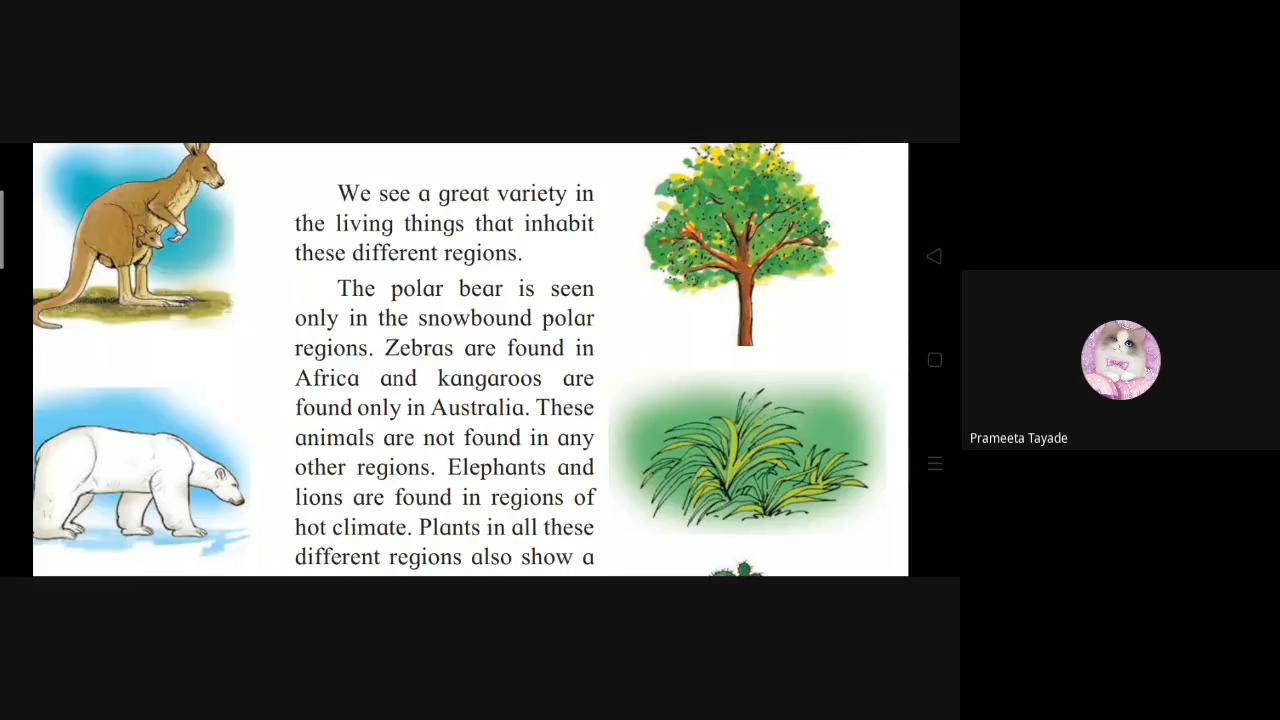 We see a great variety in
the living things that inhabit
these different regions.
The polar bear is seen
only in the snowbound polar
regions. Zebras are found in
Africa and kangaroos are
found only in Australia. These
animals are not found in any
other regions. Elephants and
lions are found in regions of
hot climate. Plants in all these
different regions also show a
Prameeta Tayade